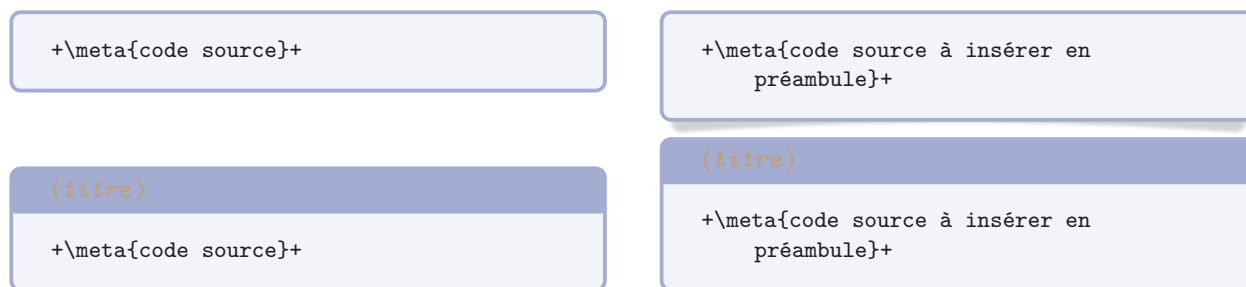 +\meta{code source}+
⟨titre⟩
+\meta{code source}+
+\meta{code source à insérer en
préambule}+
⟨titre⟩
+\meta{code source à insérer en
préambule}+